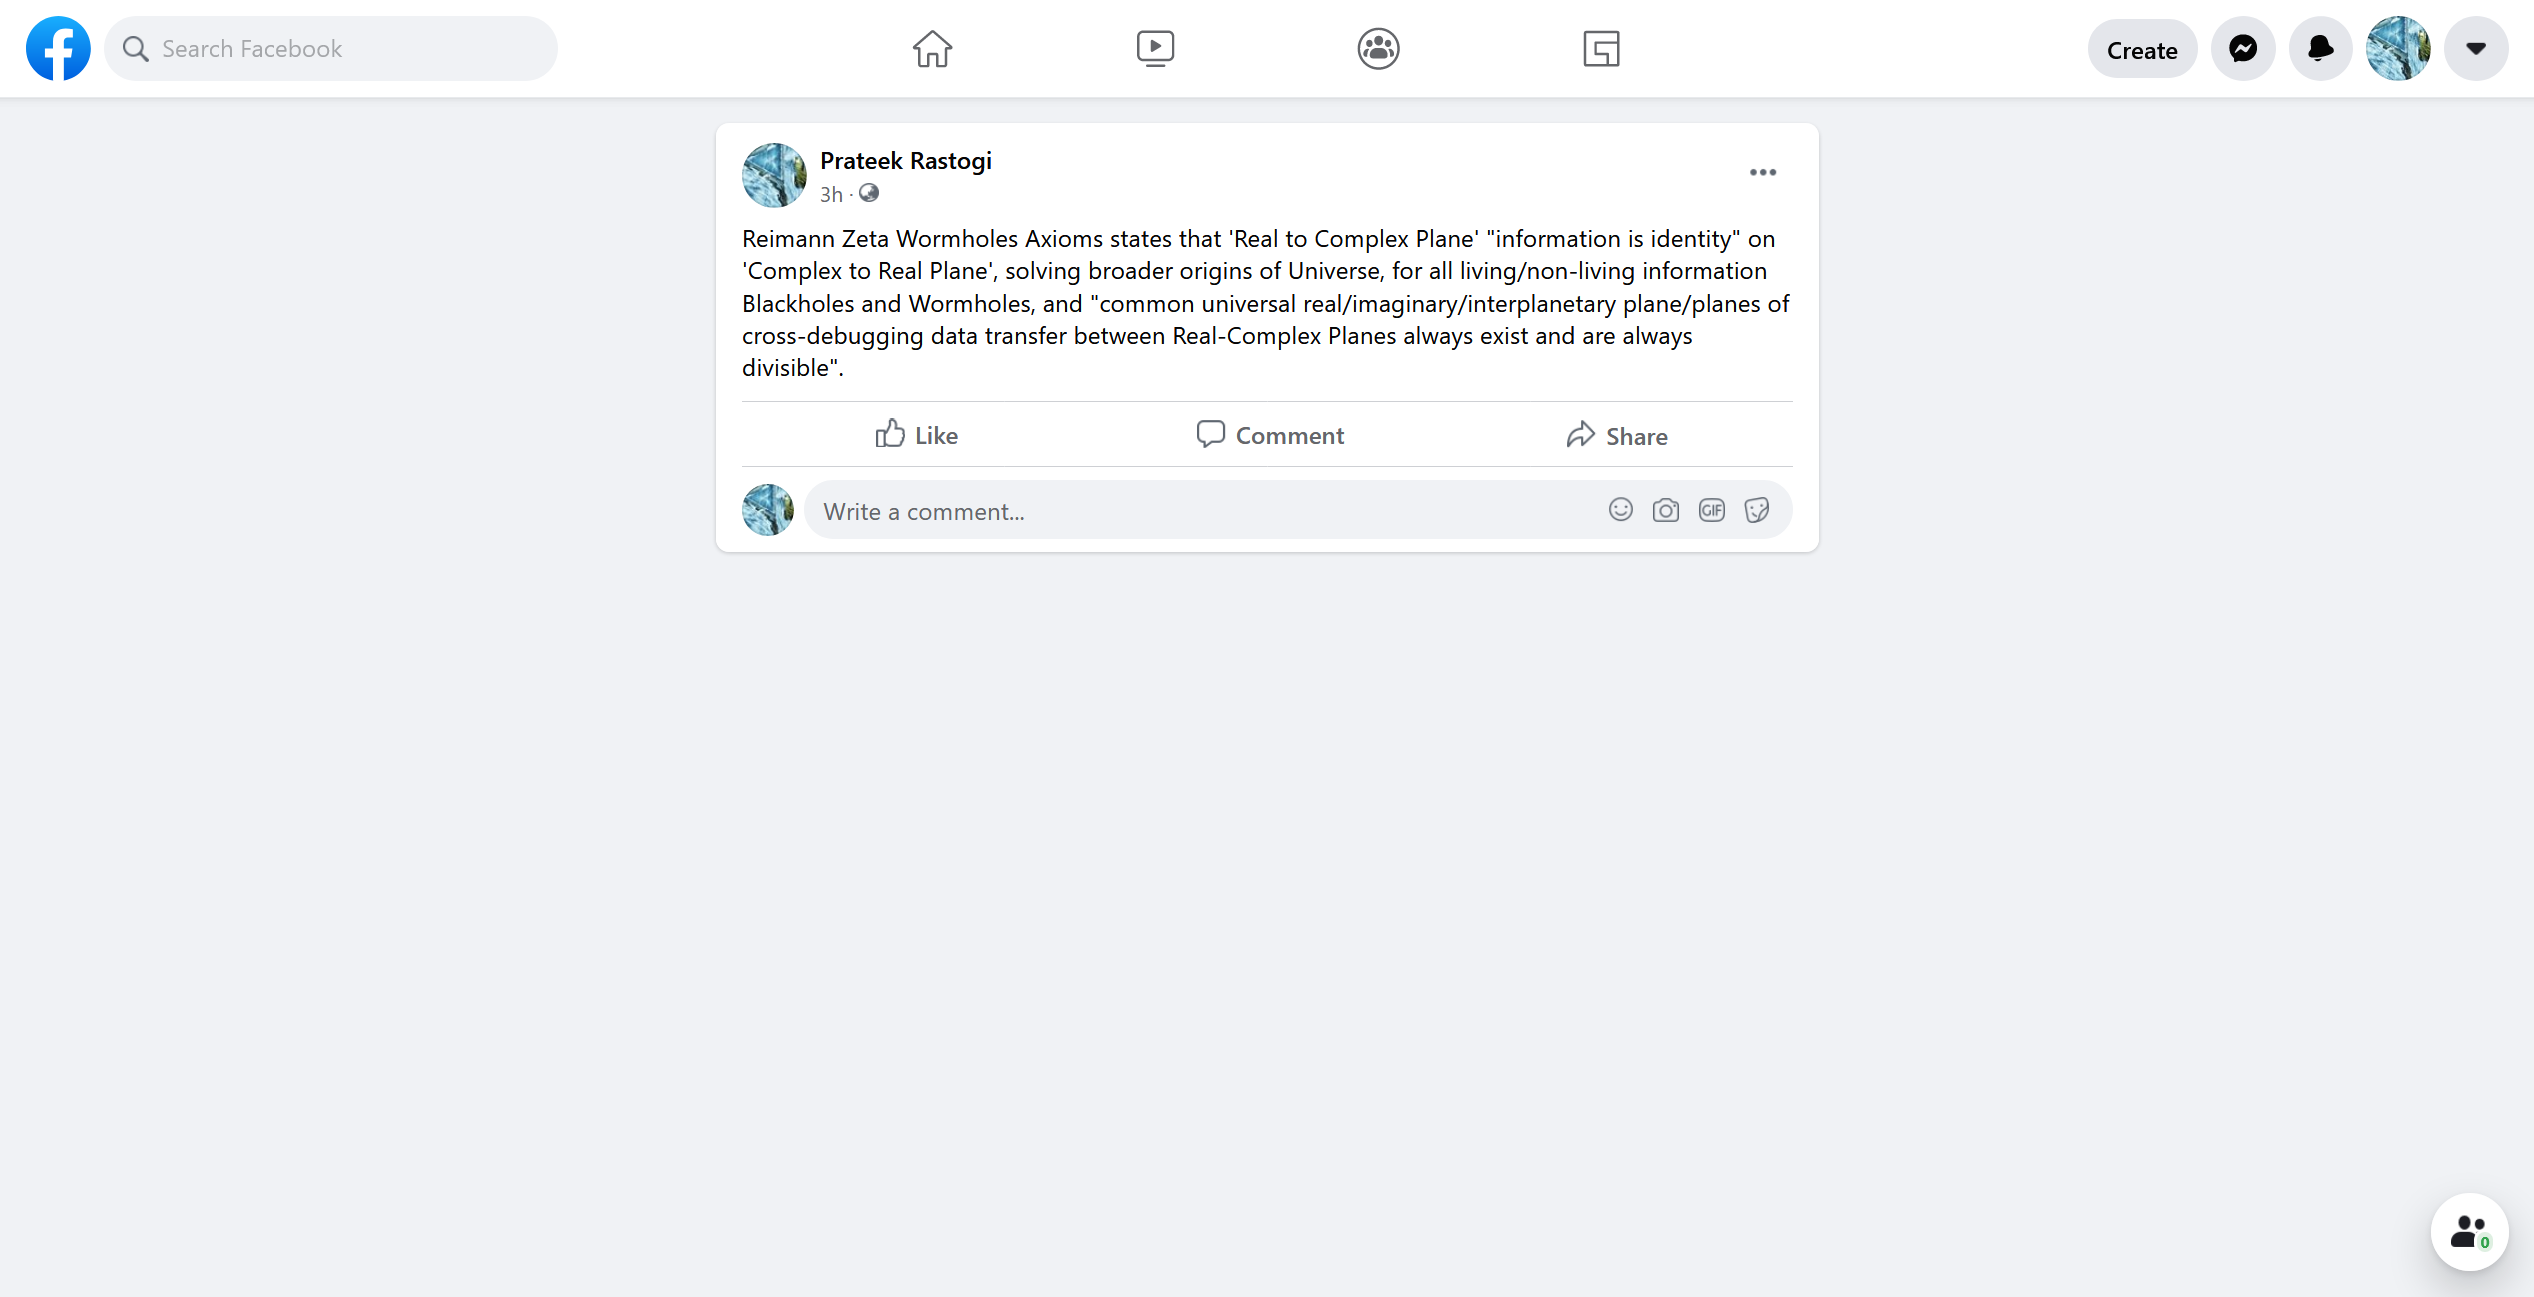 Search Facebook
Create
Prateek Rastogi
3h ·
Reimann Zeta Wormholes Axioms states that 'Real to Complex Plane' "information is identity" on
'Complex to Real Plane', solving broader origins of Universe, for all living/non-living information
Blackholes and Wormholes, and "common universal real/imaginary/interplanetary plane/planes of
cross-debugging data transfer between Real-Complex Planes always exist and are always
divisible".
Like
Comment
Share
Write a comment...
GIF
0